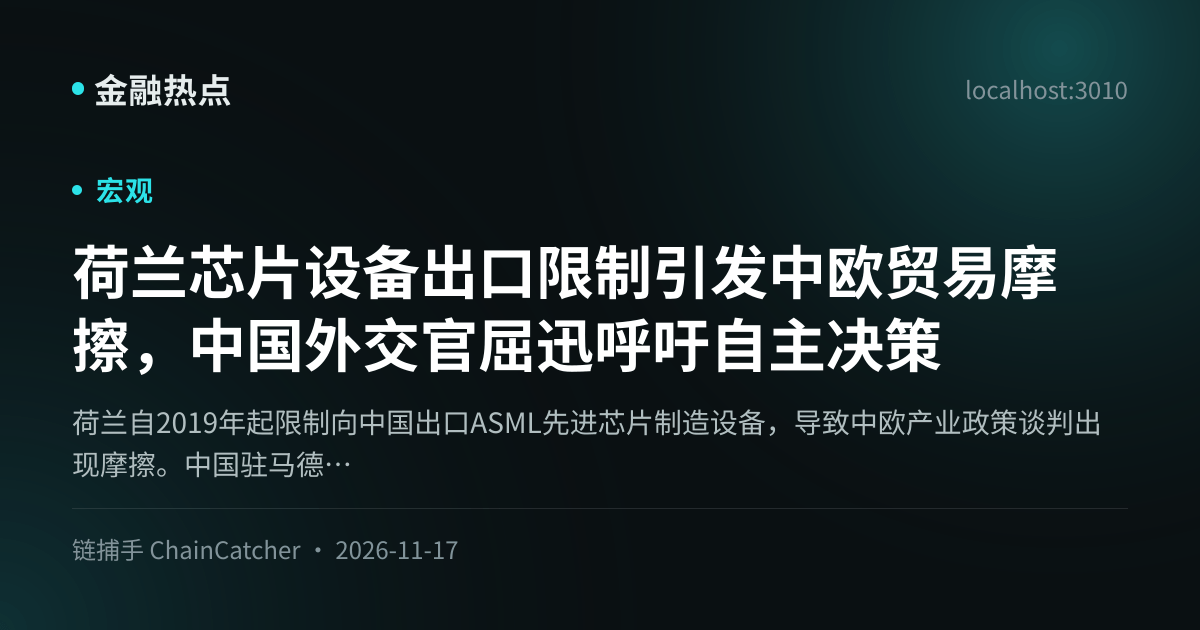 金融热点
localhost:3010
宏观
荷兰芯片设备出口限制引发中欧贸易摩
擦，中国外交官屈迅呼吁自主决策
荷兰自2019年起限制向中国出口ASML先进芯片制造设备，导致中欧产业政策谈判出
现摩擦。中国驻马德…
链捕手 ChainCatcher • 2026-11-17